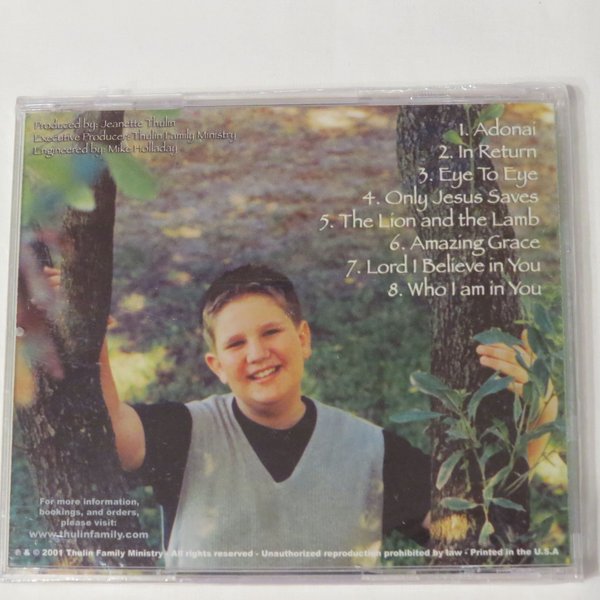 Produced by: Jeanette Thulin
Executive Producer: Thulin Family Ministry
Engineered by: Mike Holladay
1. Adonai
2. In Return
3. Eye To Eye
4. Only Jesus Saves
5. The Lion and the Lamb
6. Amazing Grace
7. Lord I Believe in You
8. Who I am in You
For more information,
bookings, and orders,
please visit:
www.thulinfamily.com
℗ & © 2001 Thulin Family Ministry - All rights reserved - Unauthorized reproduction prohibited by law - Printed in the U.S.A